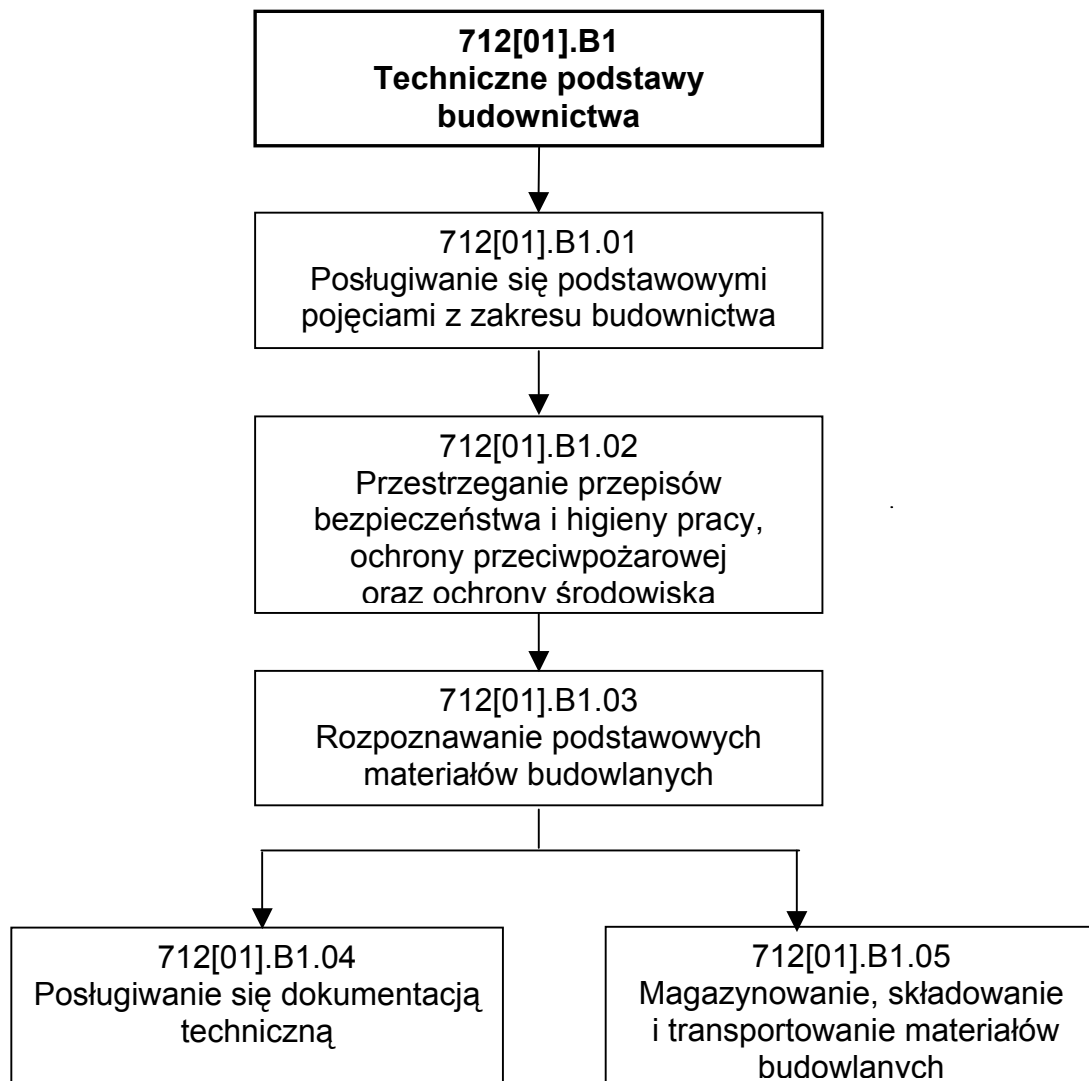 712[01].B1
Techniczne podstawy
budownictwa
712[01].B1.01
Posługiwanie się podstawowymi
pojęciami z zakresu budownictwa
712[01].B1.02
Przestrzeganie przepisów
bezpieczeństwa i higieny pracy,
ochrony przeciwpożarowej
oraz ochrony środowiska
712[01].B1.03
Rozpoznawanie podstawowych
materiałów budowlanych
712[01].B1.04
Posługiwanie się dokumentacją
techniczną
712[01].B1.05
Magazynowanie, składowanie
i transportowanie materiałów
budowlanych